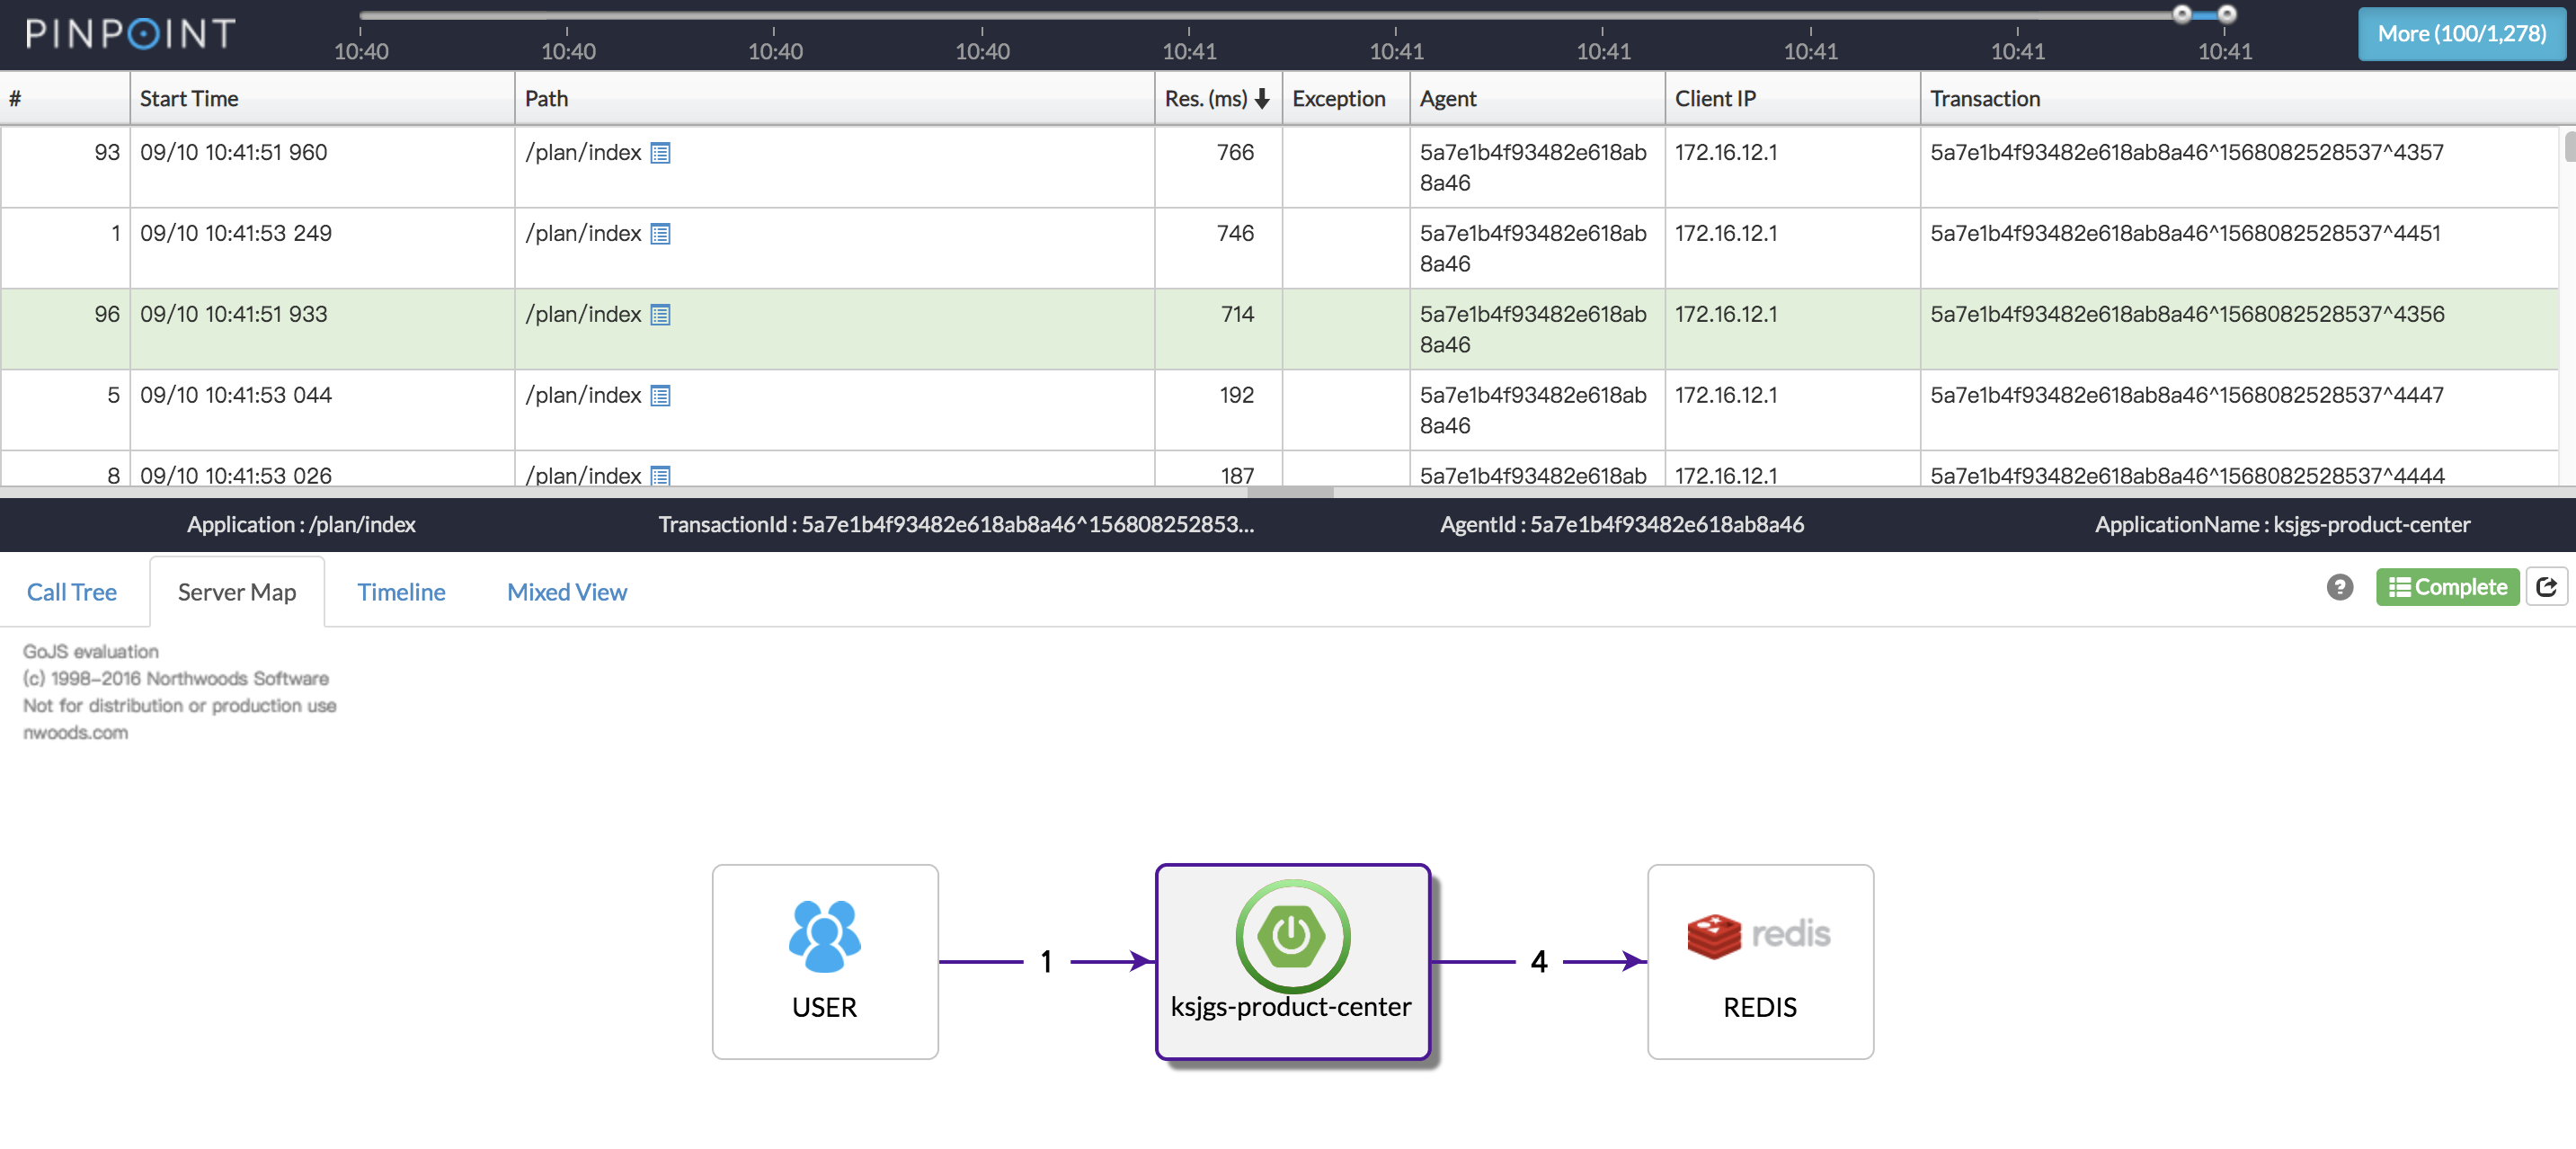 PINPOINT
10:40 10:40 10:40 10:40 10:41 10:41 10:41 10:41 10:41 10:41
More (100/1,278)
# Start Time Path Res. (ms) Exception Agent Client IP Transaction
93 09/10 10:41:51 960 /plan/index 766 5a7e1b4f93482e618ab 172.16.12.1 5a7e1b4f93482e618ab8a46^1568082528537^4357
8a46
1 09/10 10:41:53 249 /plan/index 746 5a7e1b4f93482e618ab 172.16.12.1 5a7e1b4f93482e618ab8a46^1568082528537^4451
8a46
96 09/10 10:41:51 933 /plan/index 714 5a7e1b4f93482e618ab 172.16.12.1 5a7e1b4f93482e618ab8a46^1568082528537^4356
8a46
5 09/10 10:41:53 044 /plan/index 192 5a7e1b4f93482e618ab 172.16.12.1 5a7e1b4f93482e618ab8a46^1568082528537^4447
8a46
8 09/10 10:41:53 026 /plan/index 187 5a7e1b4f93482e618ab 172.16.12.1 5a7e1b4f93482e618ab8a46^1568082528537^4444
Application : /plan/index TransactionId : 5a7e1b4f93482e618ab8a46^156808252853... AgentId : 5a7e1b4f93482e618ab8a46 ApplicationName : ksjgs-product-center
Call Tree Server Map Timeline Mixed View ? Complete
GoJS evaluation
(c) 1998-2016 Northwoods Software
Not for distribution or production use
nwoods.com
redis
1 4
USER ksjgs-product-center REDIS